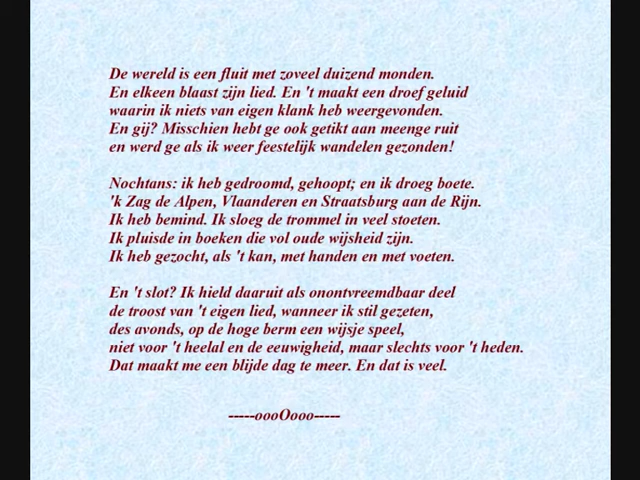 De wereld is een fluit met zoveel duizend monden.
En elkeen blaast zijn lied. En 't maakt een droef geluid
waarin ik niets van eigen klank heb weergevonden.
En gij? Misschien hebt ge ook getikt aan meenge ruit
en werd ge als ik weer feestelijk wandelen gezonden!
Nochtans: ik heb gedroomd, gehoopt; en ik droeg boete.
'k Zag de Alpen, Vlaanderen en Straatsburg aan de Rijn.
Ik heb bemind. Ik sloeg de trommel in veel stoeten.
Ik pluisde in boeken die vol oude wijsheid zijn.
Ik heb gezocht, als 't kan, met handen en met voeten.
En 't slot? Ik hield daaruit als onontvreemdbaar deel
de troost van 't eigen lied, wanneer ik stil gezeten,
des avonds, op de hoge berm een wijsje speel,
niet voor 't heelal en de eeuwigheid, maar slechts voor 't heden.
Dat maakt me een blijde dag te meer. En dat is veel.
-----oooOooo-----